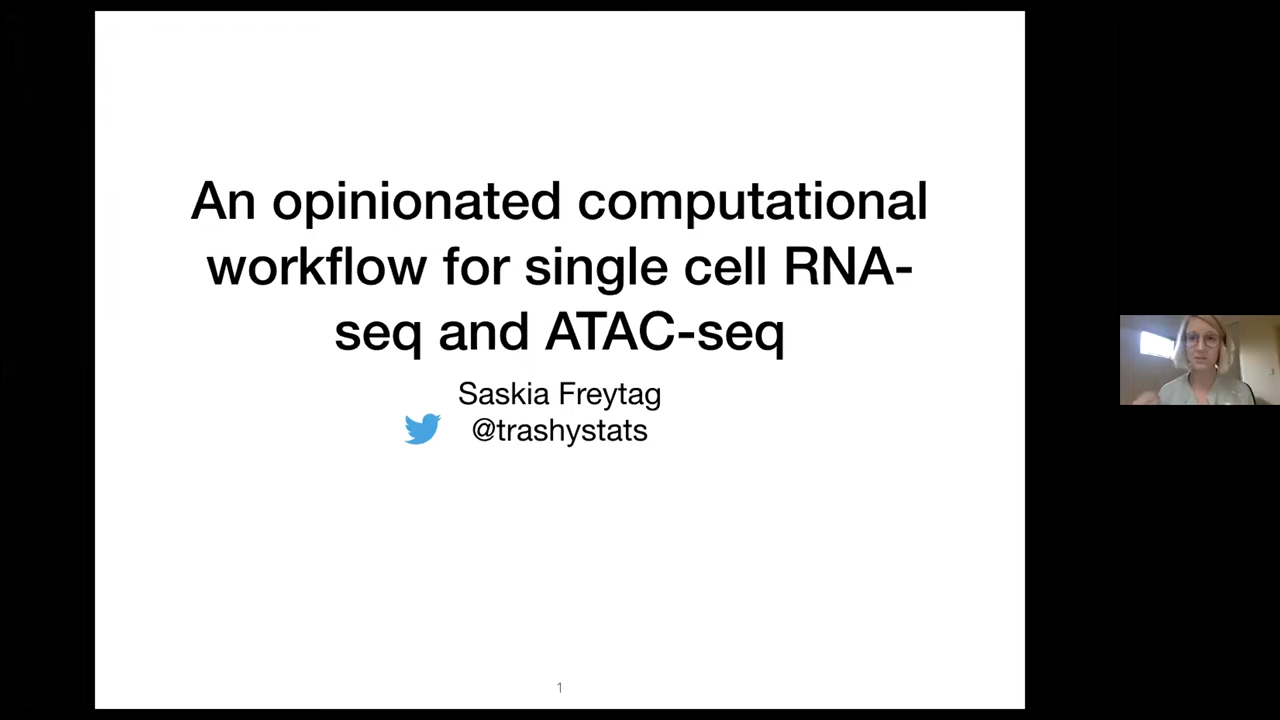 An opinionated computational
workflow for single cell RNA-
seq and ATAC-seq
Saskia Freytag
@trashystats
1